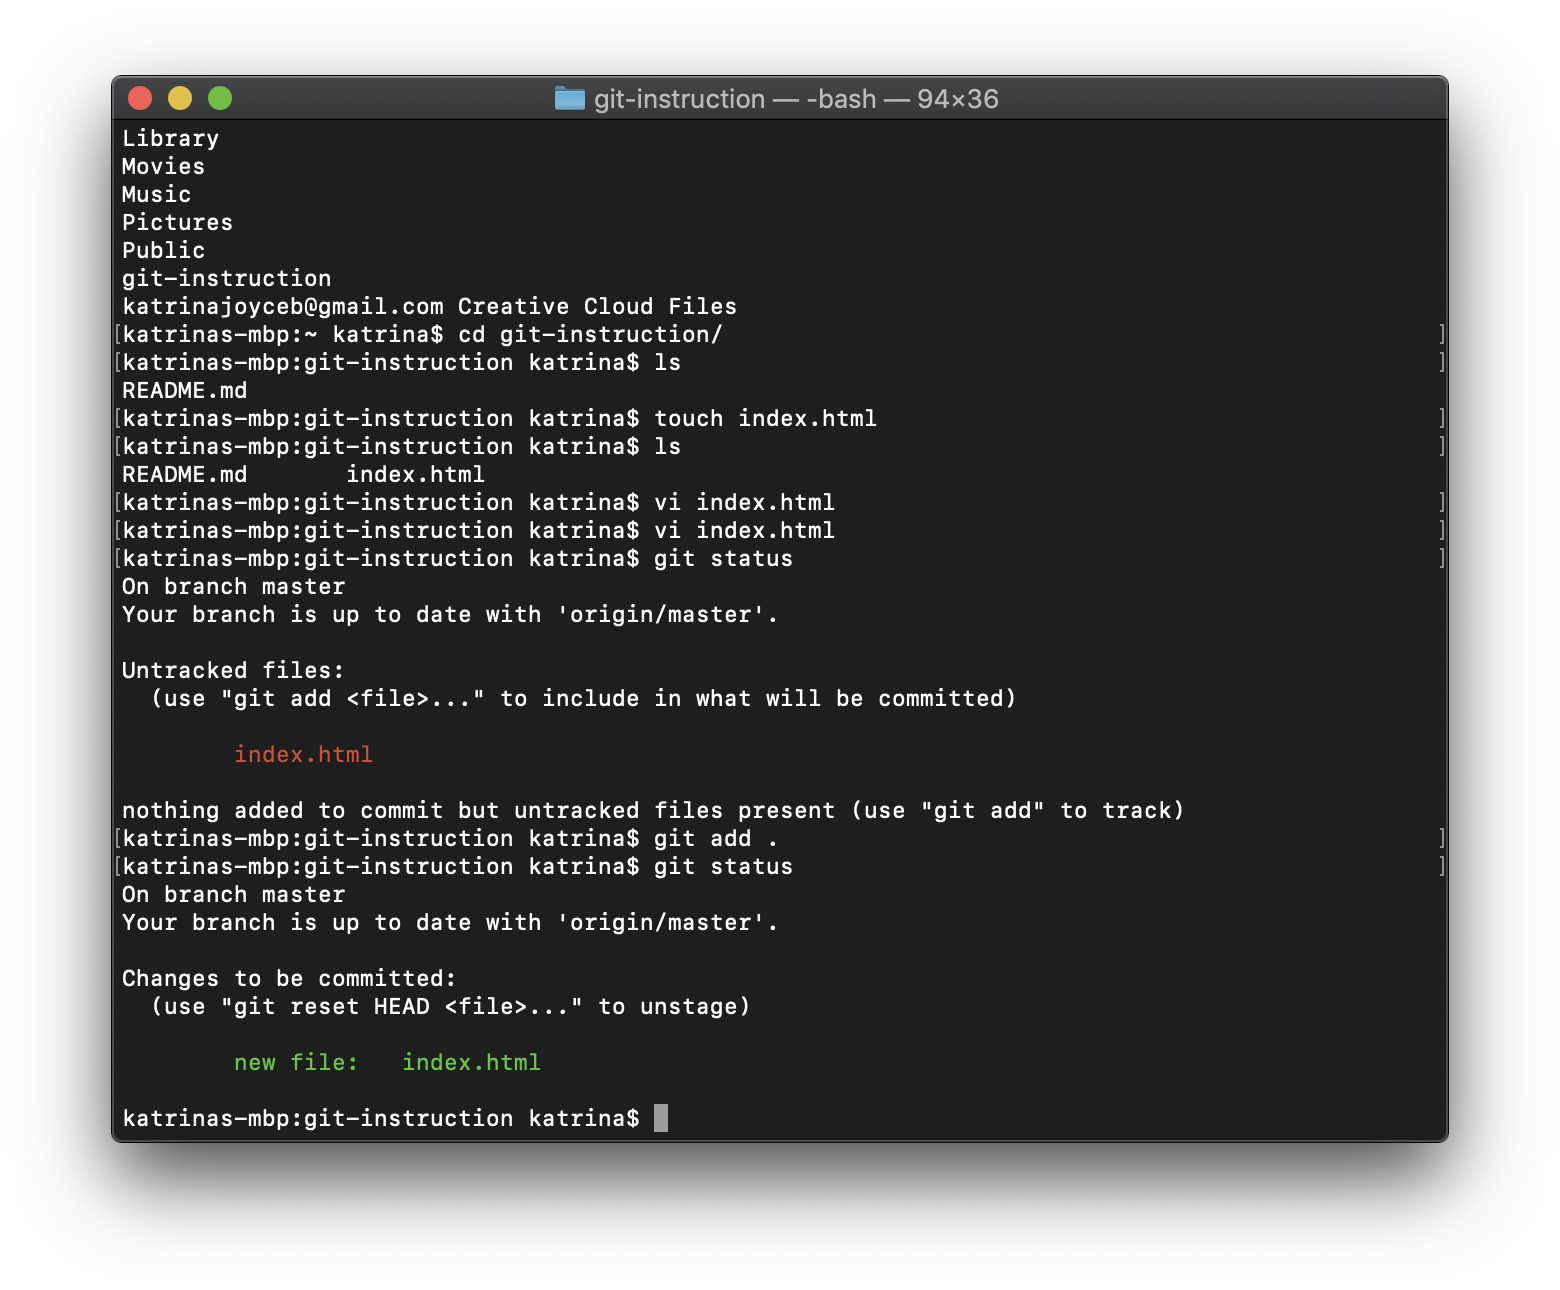 git-instruction — -bash — 94×36
Library
Movies
Music
Pictures
Public
git-instruction
katrinajoyceb@gmail.com Creative Cloud Files
[katrinas-mbp:~ katrina$ cd git-instruction/ ]
[katrinas-mbp:git-instruction katrina$ ls ]
README.md
[katrinas-mbp:git-instruction katrina$ touch index.html ]
[katrinas-mbp:git-instruction katrina$ ls ]
README.md       index.html
[katrinas-mbp:git-instruction katrina$ vi index.html ]
[katrinas-mbp:git-instruction katrina$ vi index.html ]
[katrinas-mbp:git-instruction katrina$ git status ]
On branch master
Your branch is up to date with 'origin/master'.
Untracked files:
  (use "git add <file>..." to include in what will be committed)
        index.html
nothing added to commit but untracked files present (use "git add" to track)
[katrinas-mbp:git-instruction katrina$ git add . ]
[katrinas-mbp:git-instruction katrina$ git status ]
On branch master
Your branch is up to date with 'origin/master'.
Changes to be committed:
  (use "git reset HEAD <file>..." to unstage)
        new file:   index.html
katrinas-mbp:git-instruction katrina$